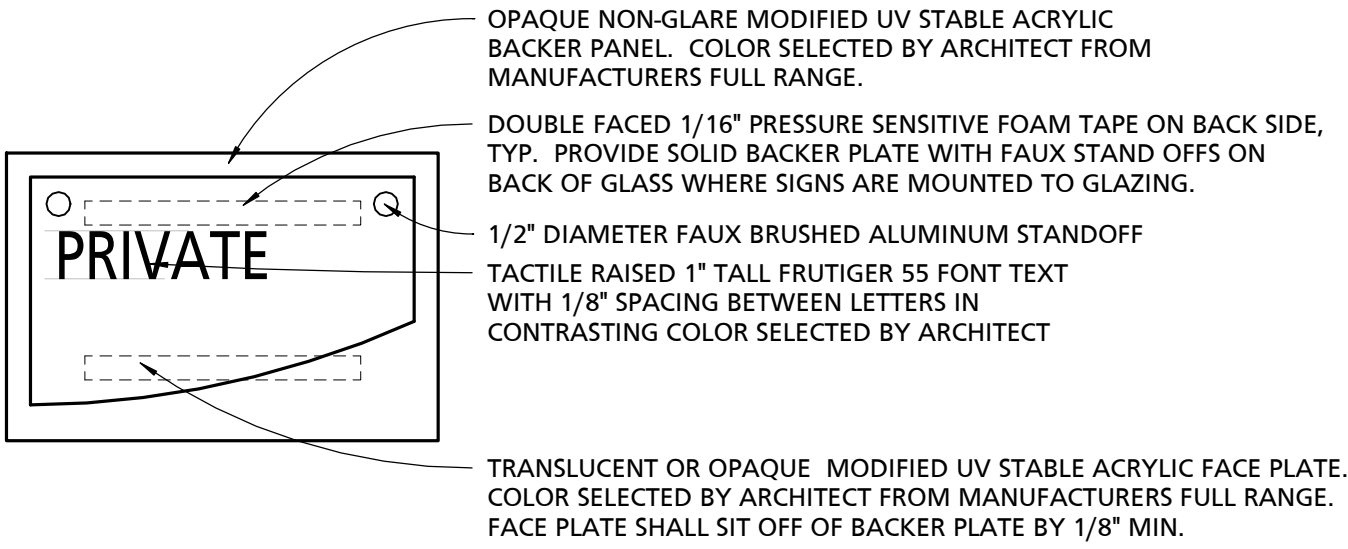 OPAQUE NON-GLARE MODIFIED UV STABLE ACRYLIC
BACKER PANEL. COLOR SELECTED BY ARCHITECT FROM
MANUFACTURERS FULL RANGE.
DOUBLE FACED 1/16" PRESSURE SENSITIVE FOAM TAPE ON BACK SIDE,
TYP. PROVIDE SOLID BACKER PLATE WITH FAUX STAND OFFS ON
BACK OF GLASS WHERE SIGNS ARE MOUNTED TO GLAZING.
1/2" DIAMETER FAUX BRUSHED ALUMINUM STANDOFF
PRIVATE
TACTILE RAISED 1" TALL FRUTIGER 55 FONT TEXT
WITH 1/8" SPACING BETWEEN LETTERS IN
CONTRASTING COLOR SELECTED BY ARCHITECT
TRANSLUCENT OR OPAQUE MODIFIED UV STABLE ACRYLIC FACE PLATE.
COLOR SELECTED BY ARCHITECT FROM MANUFACTURERS FULL RANGE.
FACE PLATE SHALL SIT OFF OF BACKER PLATE BY 1/8" MIN.